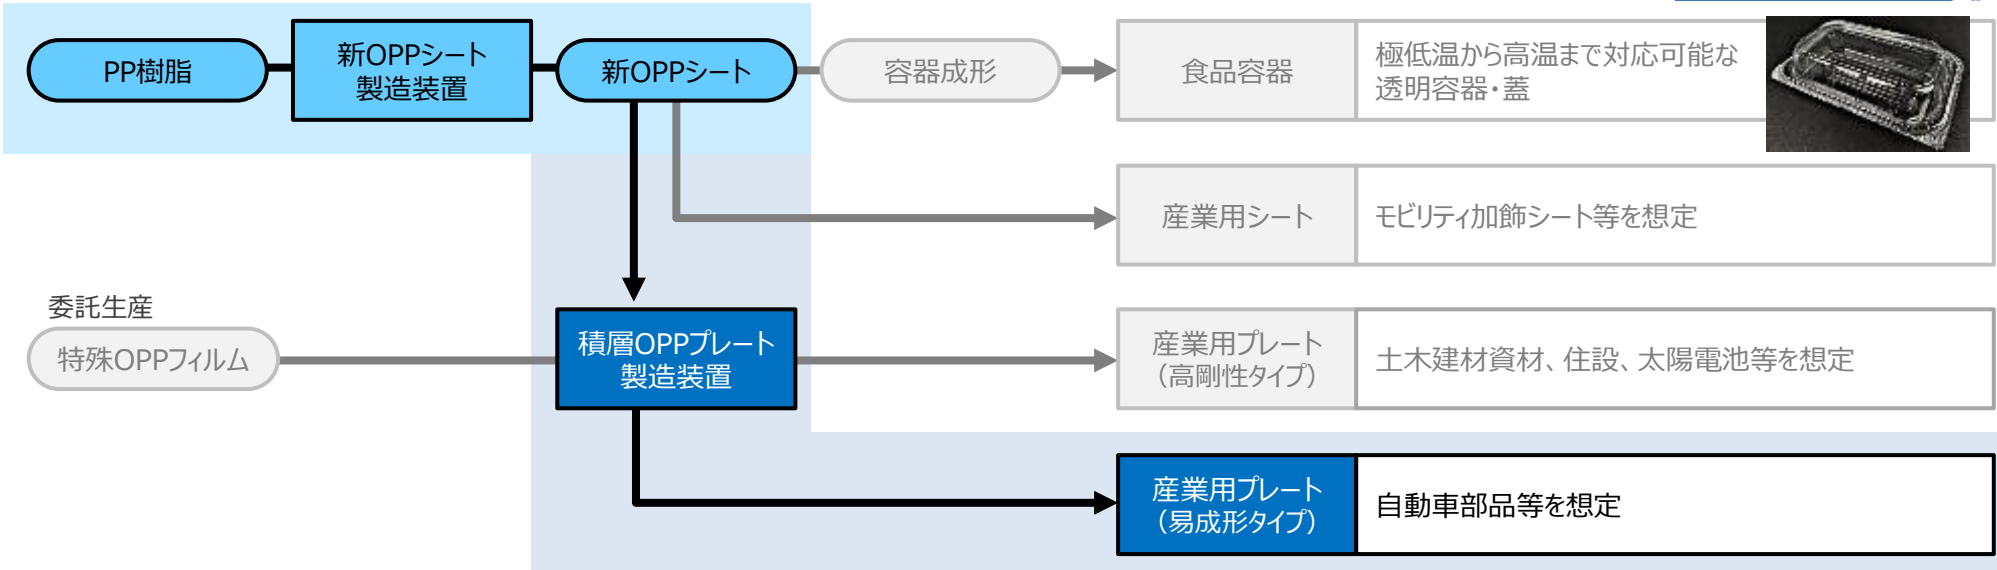 PP樹脂
新OPPシート
製造装置
新OPPシート
容器成形
食品容器
極低温から高温まで対応可能な
透明容器・蓋
産業用シート
モビリティ加飾シート等を想定
委託生産
特殊OPPフィルム
積層OPPプレート
製造装置
産業用プレート
（高剛性タイプ）
土木建材資材、住設、太陽電池等を想定
産業用プレート
（易成形タイプ）
自動車部品等を想定